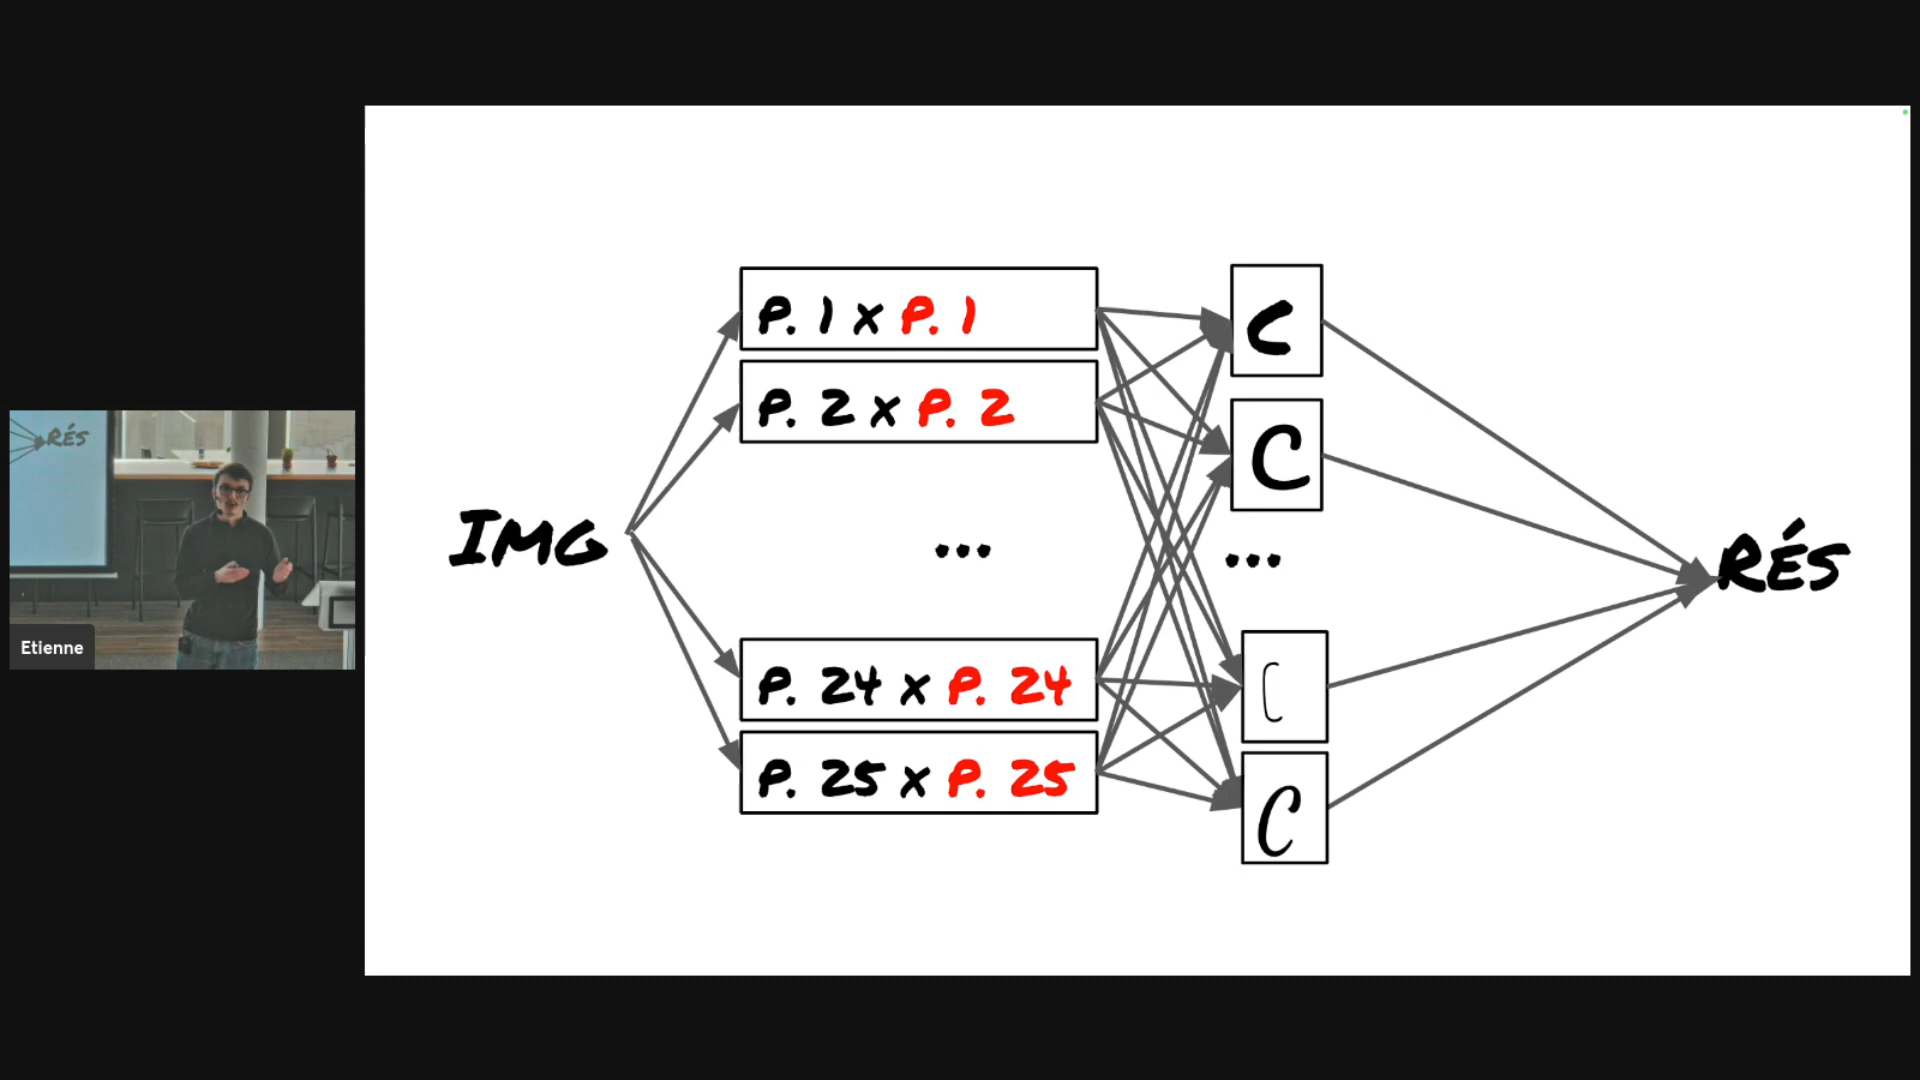 P. 1 x P. 1
P. 2 x P. 2
...
P. 24 x P. 24
P. 25 x P. 25
IMG
C
C
...
C
C
RÉS
RÉS
Etienne